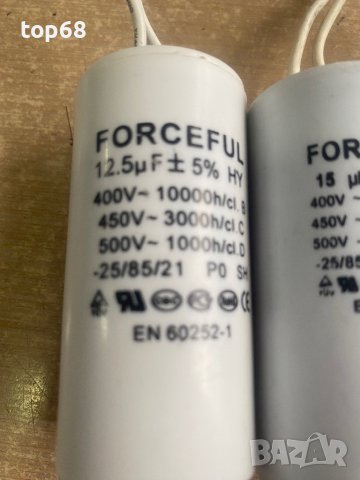 top68
FORCEFUL
12.5µF ± 5% HY
400V~ 10000h/cl. B
450V~ 3000h/cl. C
500V~ 1000h/cl. D
-25/85/21 P0 SH
EN 60252-1
FOR
15 µ
400V ~
450V ~
500V ~
-25/85
E
BAZAR